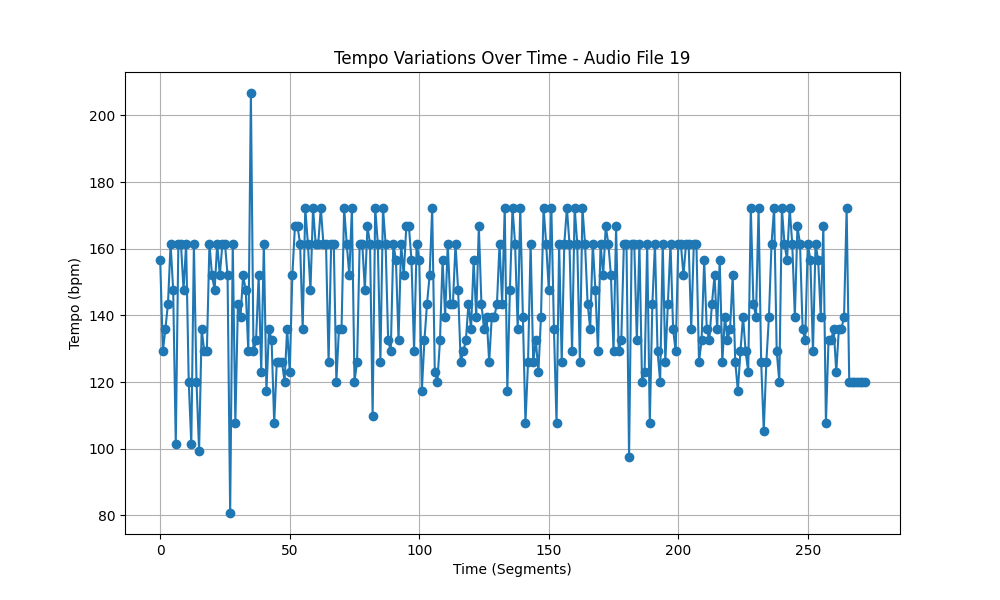 Tempo Variations Over Time - Audio File 19
Tempo (bpm)
200
180
160
140
120
100
80
0 50 100 150 200 250
Time (Segments)